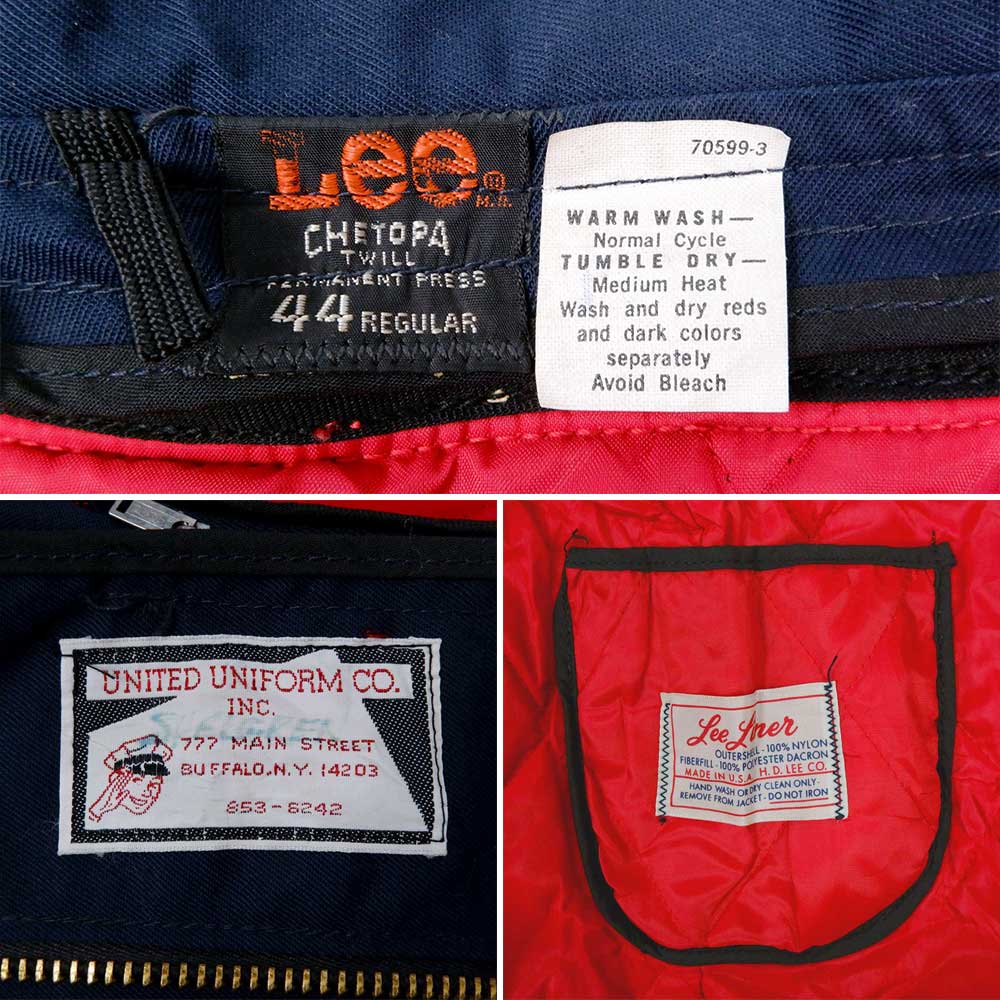 Lee
® M.R.
CHETOPA
TWILL
PERMANENT PRESS
44 REGULAR
70599-3
WARM WASH—
Normal Cycle
TUMBLE DRY—
Medium Heat
Wash and dry reds
and dark colors
separately
Avoid Bleach
UNITED UNIFORM CO.
INC.
777 MAIN STREET
BUFFALO, N.Y. 14203
853-6242
Lee Liner
OUTERSHELL - 100% NYLON
FIBERFILL - 100% POLYESTER DACRON
MADE IN U.S.A. H.D. LEE CO.
HAND WASH OR DRY CLEAN ONLY-
REMOVE FROM JACKET - DO NOT IRON